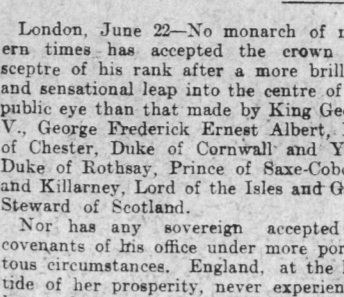 London, June 22—No monarch of
ern times has accepted the crown
sceptre of his rank after a more brill
and sensational leap into the centre of
public eye than that made by King Geo
V., George Frederick Ernest Albert,
of Chester, Duke of Cornwall and Y
Duke of Rothsay, Prince of Saxe-Cobu
and Killarney, Lord of the Isles and G
Steward of Scotland.
Nor has any sovereign accepted
covenants of his office under more por
tous circumstances. England, at the
tide of her prosperity, never experien